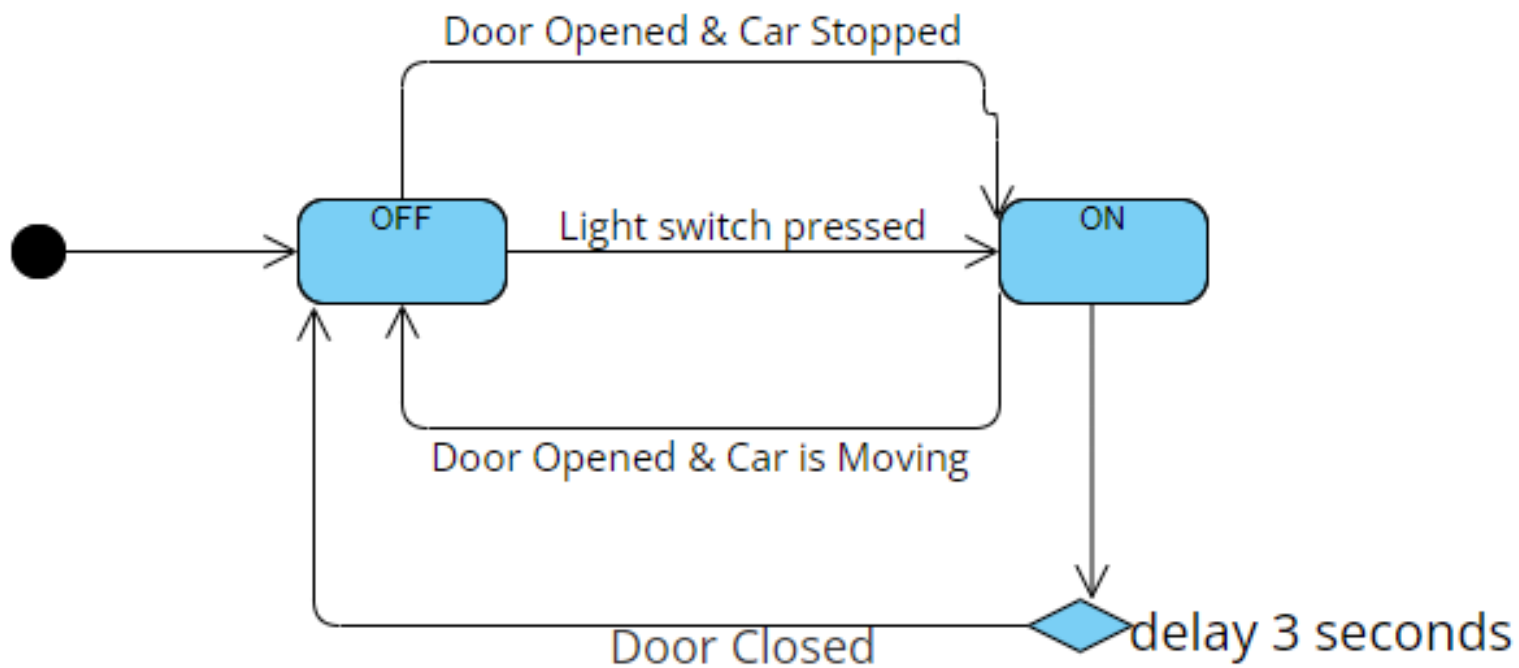 Door Opened & Car Stopped
OFF
Light switch pressed
ON
Door Opened & Car is Moving
delay 3 seconds
Door Closed